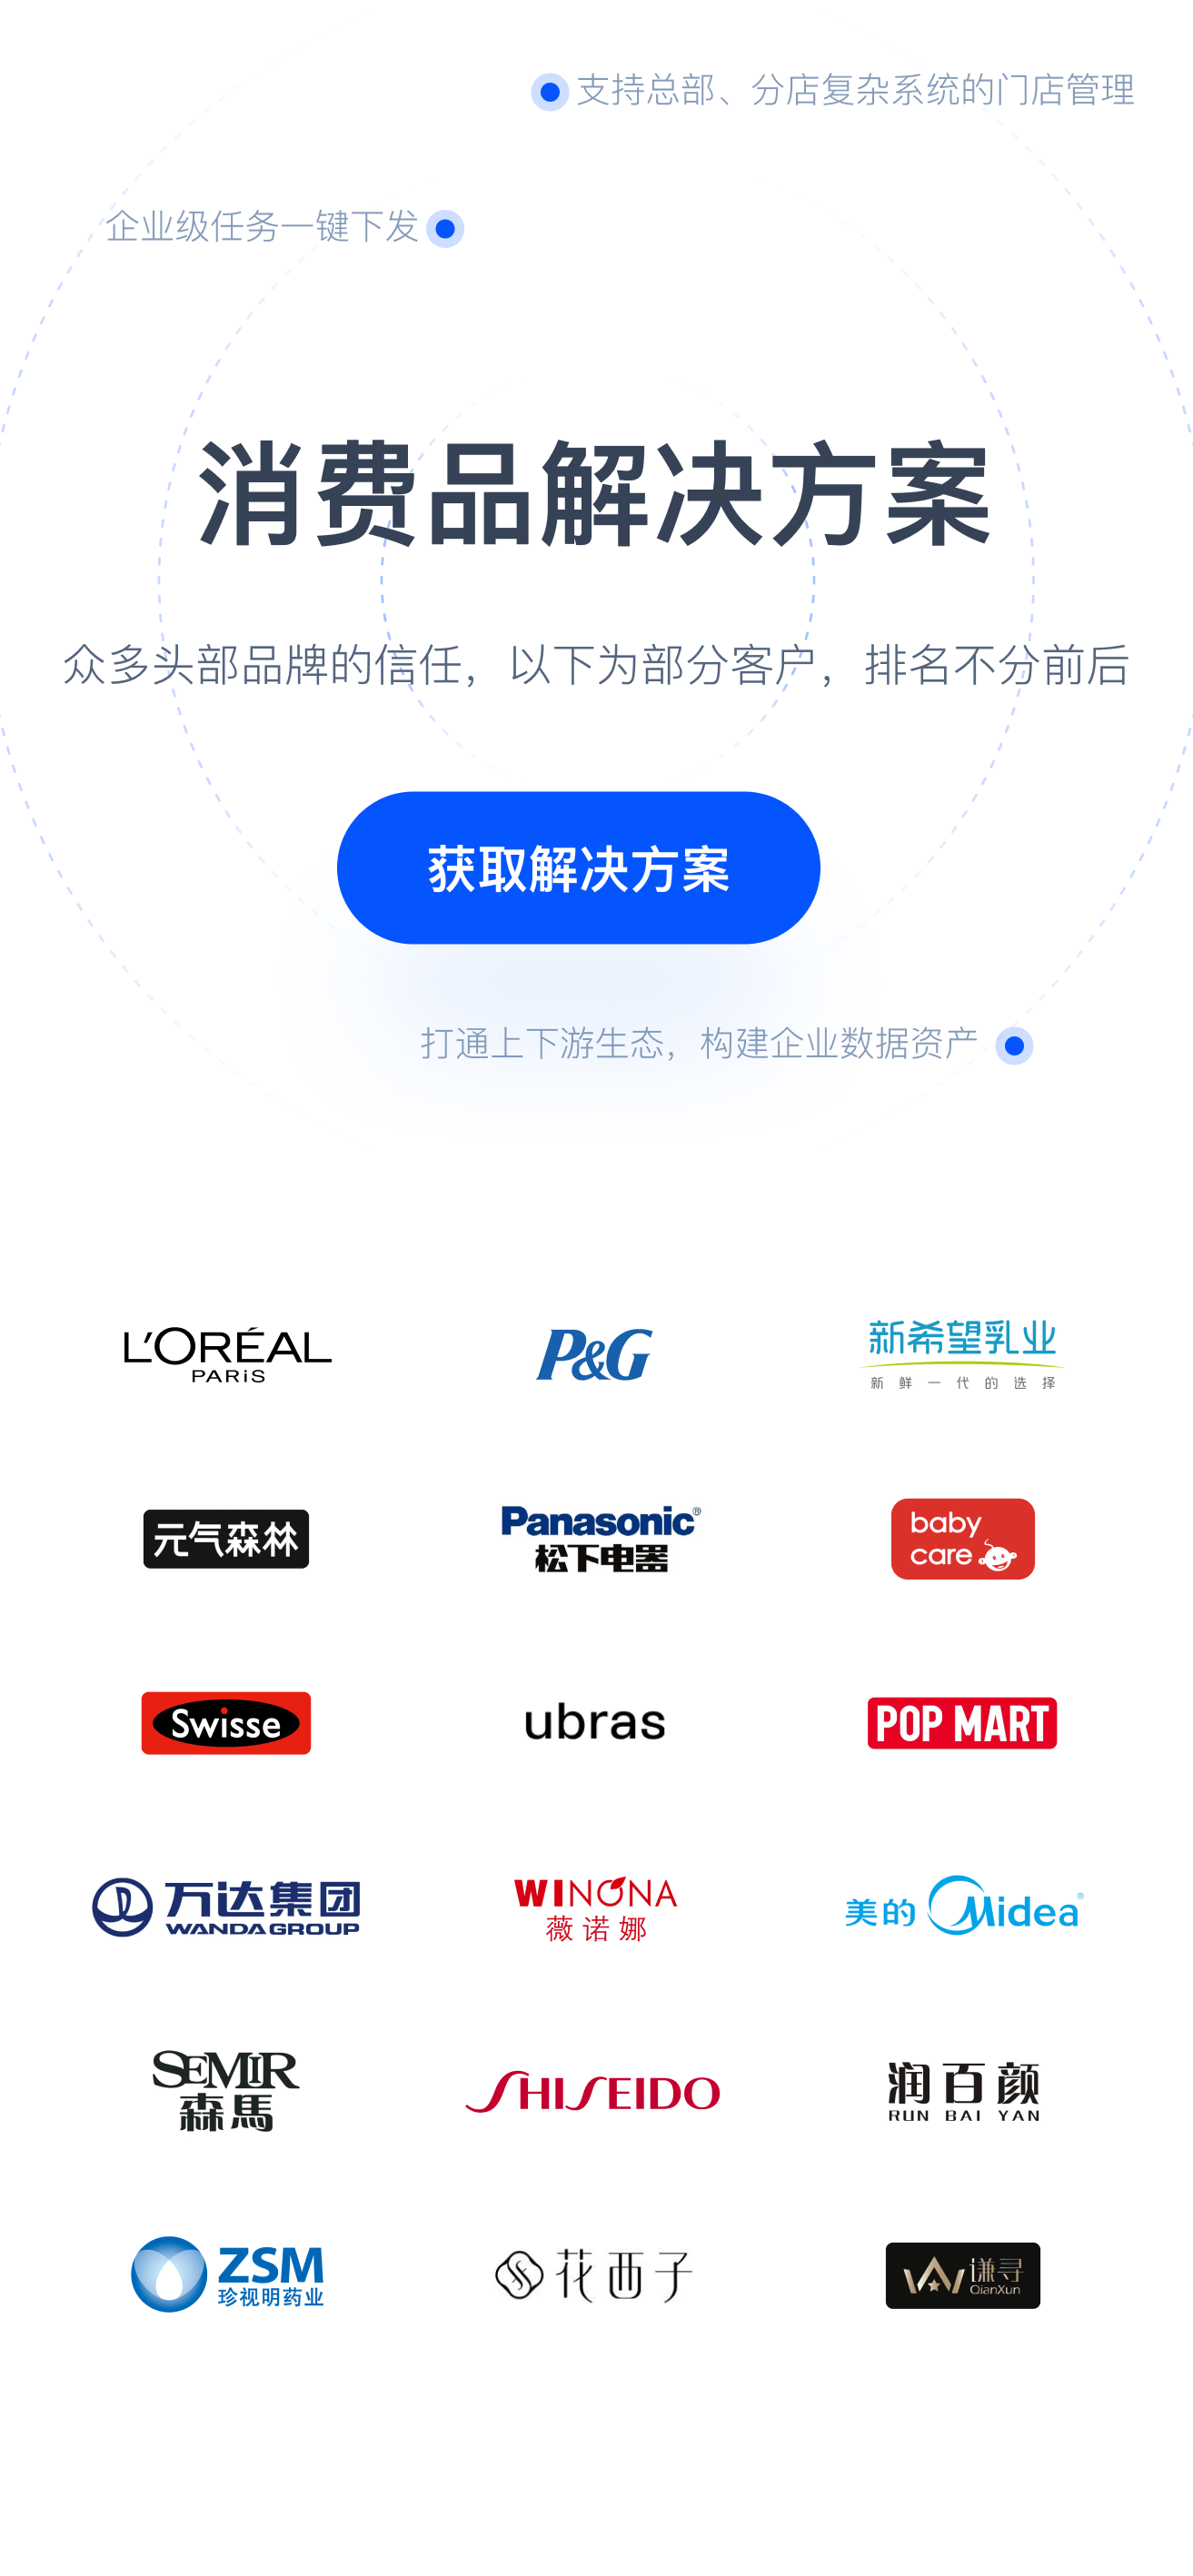 支持总部、分店复杂系统的门店管理
企业级任务一键下发
消费品解决方案
众多头部品牌的信任，以下为部分客户，排名不分前后
获取解决方案
打通上下游生态，构建企业数据资产
L'ORÉAL
PARiS
P&G
新希望乳业
新鲜一代的选择
元气森林
Panasonic®
松下电器
baby
care
Swisse
ubras
POP MART
万达集团
WANDA GROUP
WINONA
薇诺娜
美的 Midea®
SEMIR
森馬
SHISEIDO
润百颜
RUN BAI YAN
ZSM
珍视明药业
花西子
谦寻
QianXun